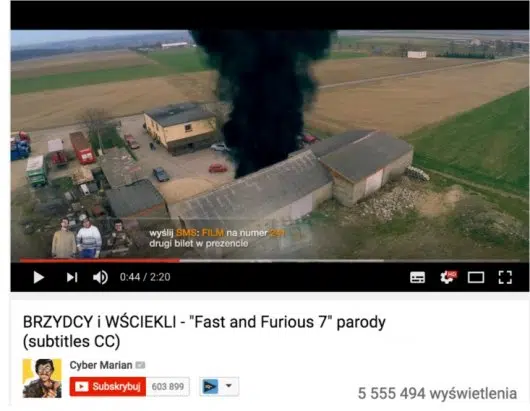 wyślij SMS: FILM na numer
drugi bilet w prezencie
0:44 / 2:20
HD
BRZYDCY i WŚCIEKLI - "Fast and Furious 7" parody
(subtitles CC)
Cyber Marian
Subskrybuj 603 899
5 555 494 wyświetlenia